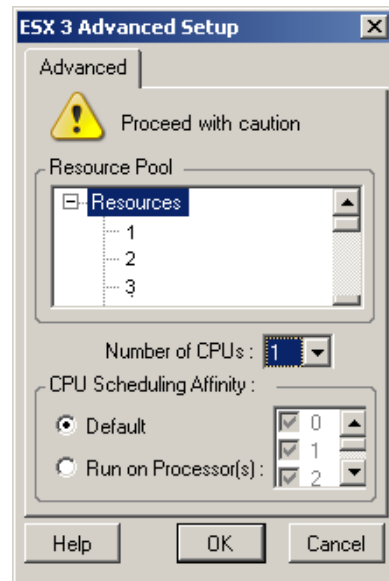 ESX 3 Advanced Setup
Advanced
Proceed with caution
Resource Pool
Resources
1
2
3
Number of CPUs : 1
CPU Scheduling Affinity :
Default
0
1
Run on Processor(s) :
2
Help
OK
Cancel